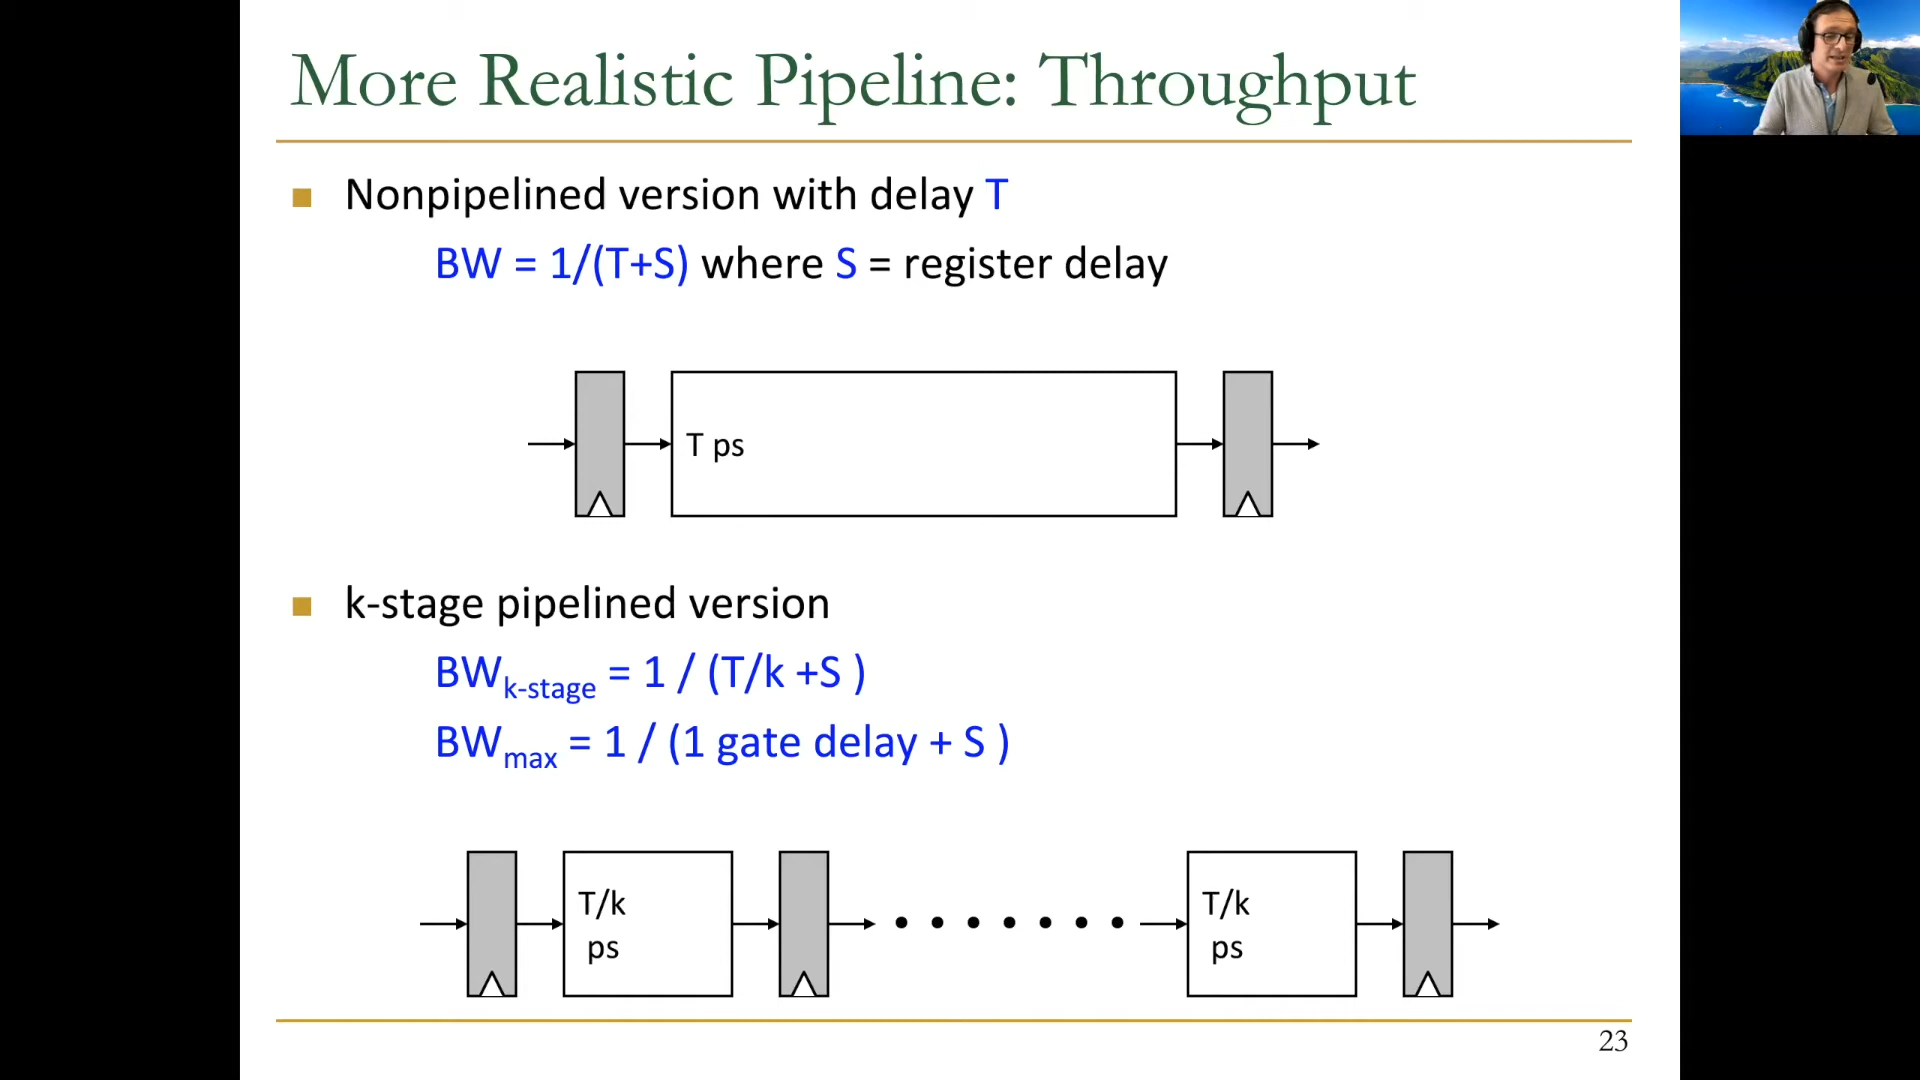 More Realistic Pipeline: Throughput
Nonpipelined version with delay T
BW = 1/(T+S) where S = register delay
T ps
k-stage pipelined version
BWk-stage = 1 / (T/k +S )
BWmax = 1 / (1 gate delay + S )
T/k
ps
T/k
ps
23